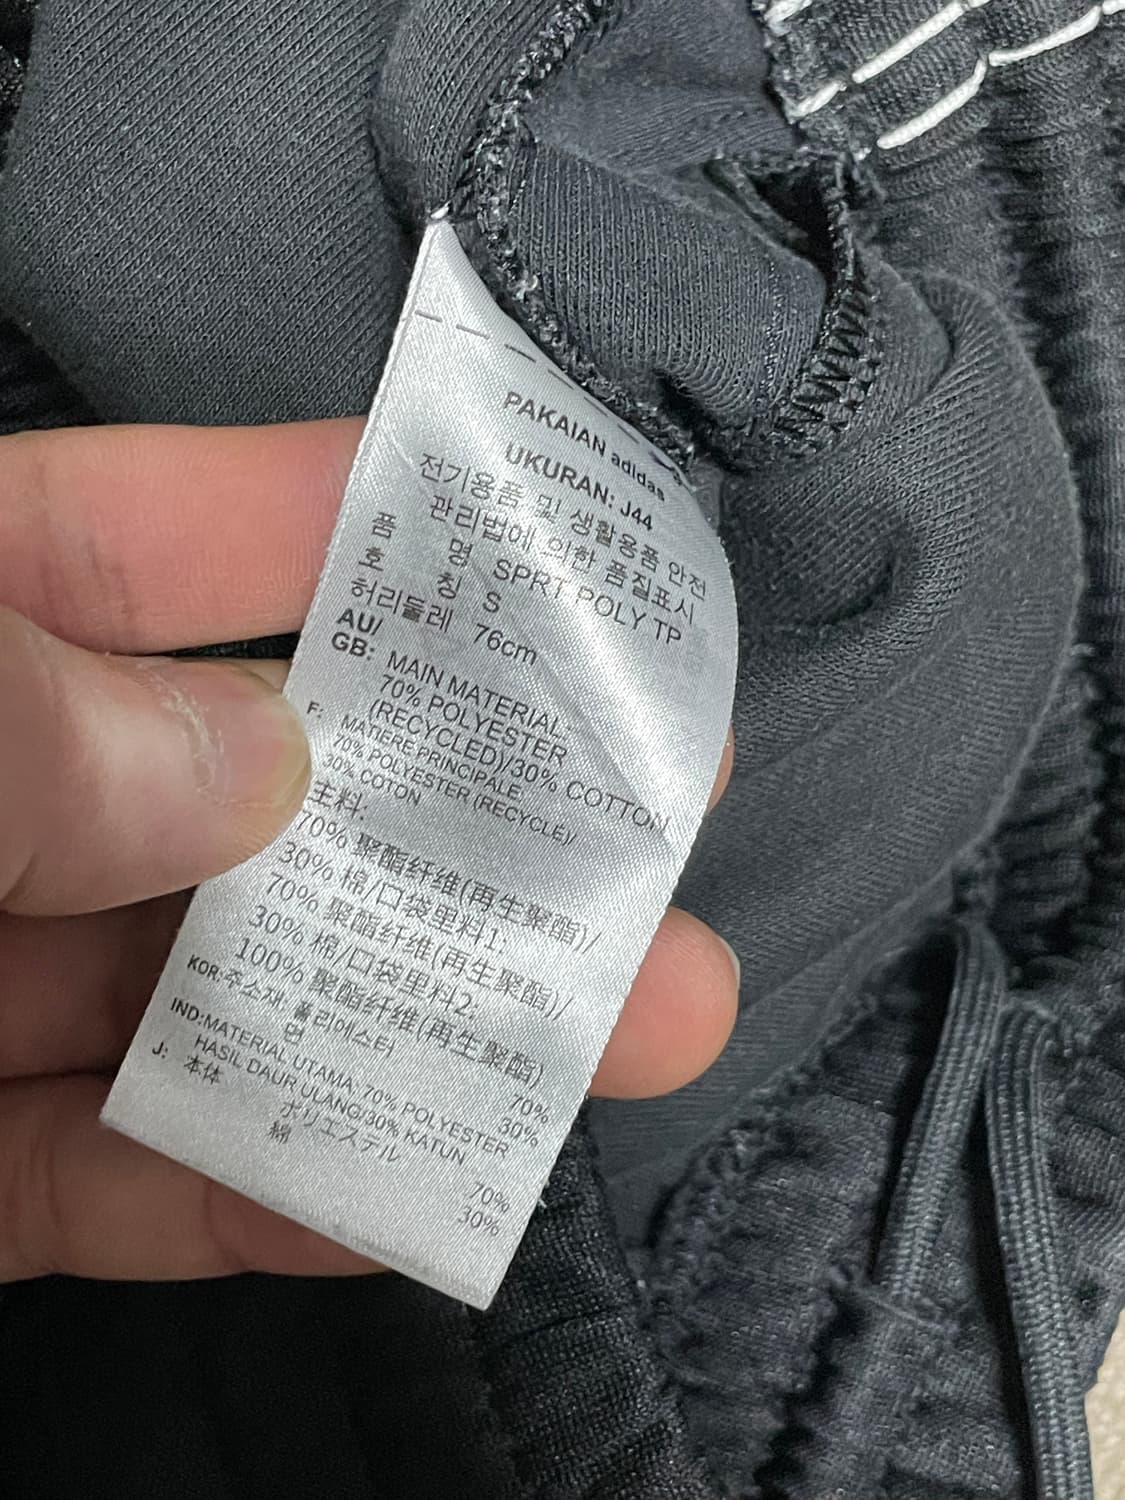 PAKAIAN adidas
UKURAN: J44
전기용품 및 생활용품 안전
관리법에 의한 품질표시
품 명 SPRT POLY TP
호 칭 S
허리둘레 76cm
AU/
GB: MAIN MATERIAL:
70% POLYESTER
(RECYCLED)/30% COTTON
F: MATIERE PRINCIPALE:
70% POLYESTER (RECYCLE)/
30% COTON
主料:
70% 聚酯纤维(再生聚酯)/
30% 棉/口袋里料1:
70% 聚酯纤维(再生聚酯)/
30% 棉/口袋里料2:
100% 聚酯纤维(再生聚酯)
KOR:주소재: 폴리에스터 70%
면 30%
IND:MATERIAL UTAMA: 70% POLYESTER
HASIL DAUR ULANG/30% KATUN
J: 本体 ポリエステル 70%
綿 30%